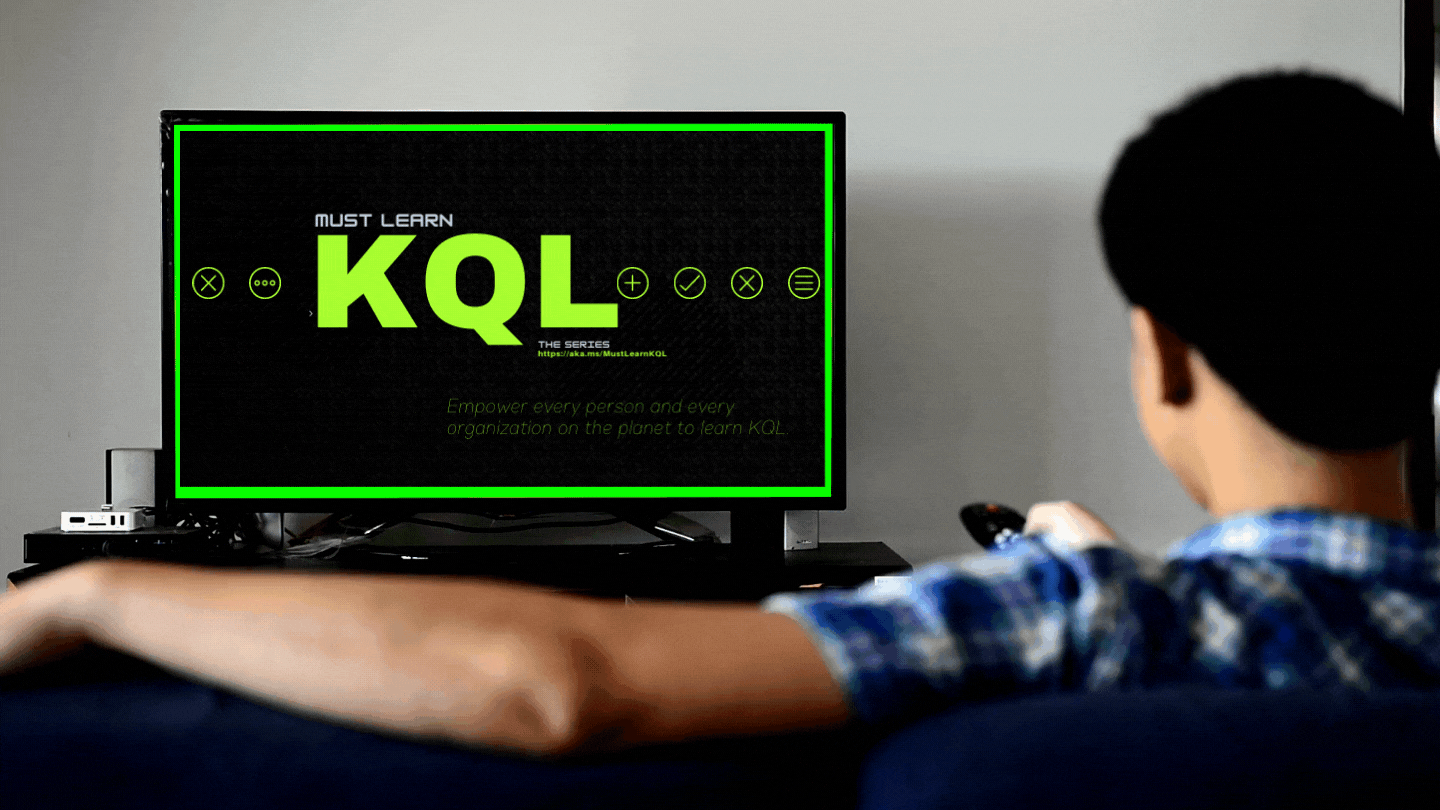 MUST LEARN
KQL
THE SERIES
https://aka.ms/MustLearnKQL
Empower every person and every
organization on the planet to learn KQL.